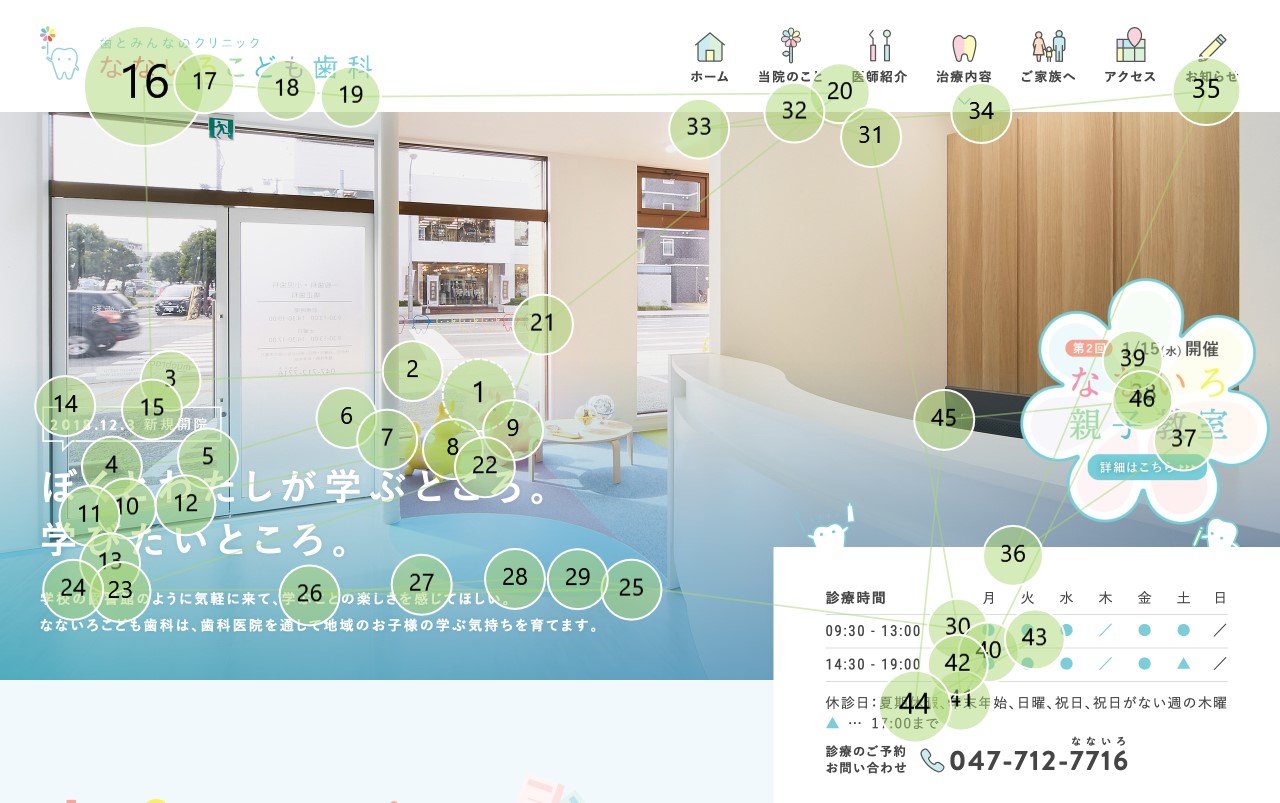 歯とみんなのクリニック
なないろこども歯科
ホーム
当院のこと
医師紹介
治療内容
ご家族へ
アクセス
お知らせ
16
17
18
19
20
35
34
32
33
31
21
2
1
3
14
15
6
7
9
8
22
5
4
10
11
12
13
24
23
26
27
28
29
25
30
36
39
46
37
45
43
40
42
41
44
第2回
1/15(水)開催
なないろ
親子教室
詳細はこちら
2018.12.3 新規開院
ぼくとわたしが学ぶところ。
学びたいところ。
学校の図書館のように気軽に来て、学ぶことの楽しさを感じてほしい。
なないろこども歯科は、歯科医院を通して地域のお子様の学ぶ気持ちを育てます。
診療時間 月 火 水 木 金 土 日
09:30 - 13:00 ● ● ● ／ ● ● ／
14:30 - 19:00 ● ● ● ／ ● ▲ ／
休診日：夏期休暇、年末年始、日曜、祝日、祝日がない週の木曜
▲ … 17:00まで
診療のご予約
お問い合わせ
なないろ
047-712-7716